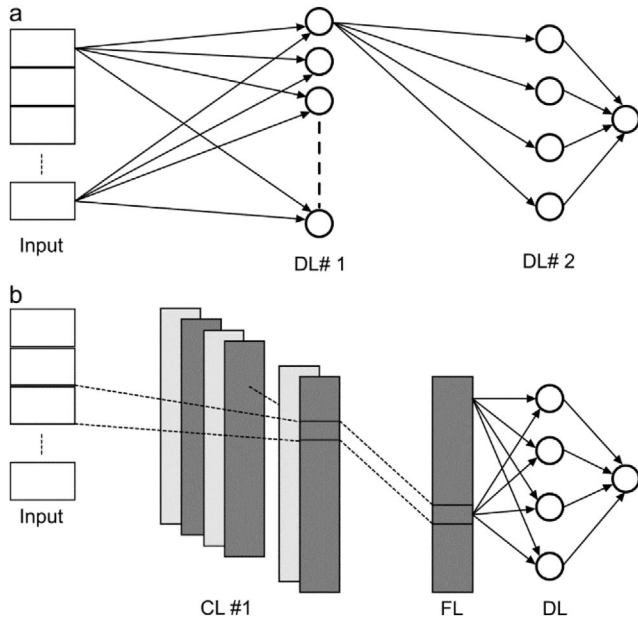 a
Input
DL# 1
DL# 2
b
Input
CL #1
FL
DL